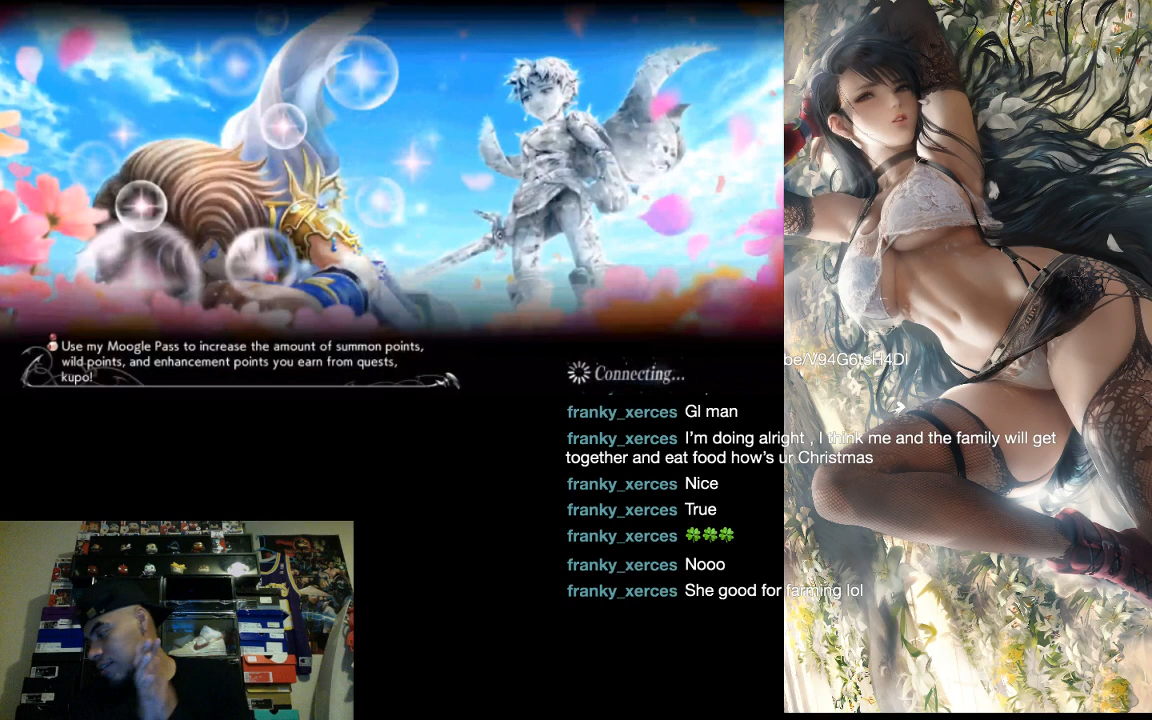 Use my Moogle Pass to increase the amount of summon points,
wild points, and enhancement points you earn from quests,
kupo!
be/V94G6tsH4DI
Connecting...
franky_xerces Gl man
franky_xerces I'm doing alright , I think me and the family will get
together and eat food how's ur Christmas
franky_xerces Nice
franky_xerces True
franky_xerces 🍀🍀🍀
franky_xerces Nooo
franky_xerces She good for farming lol